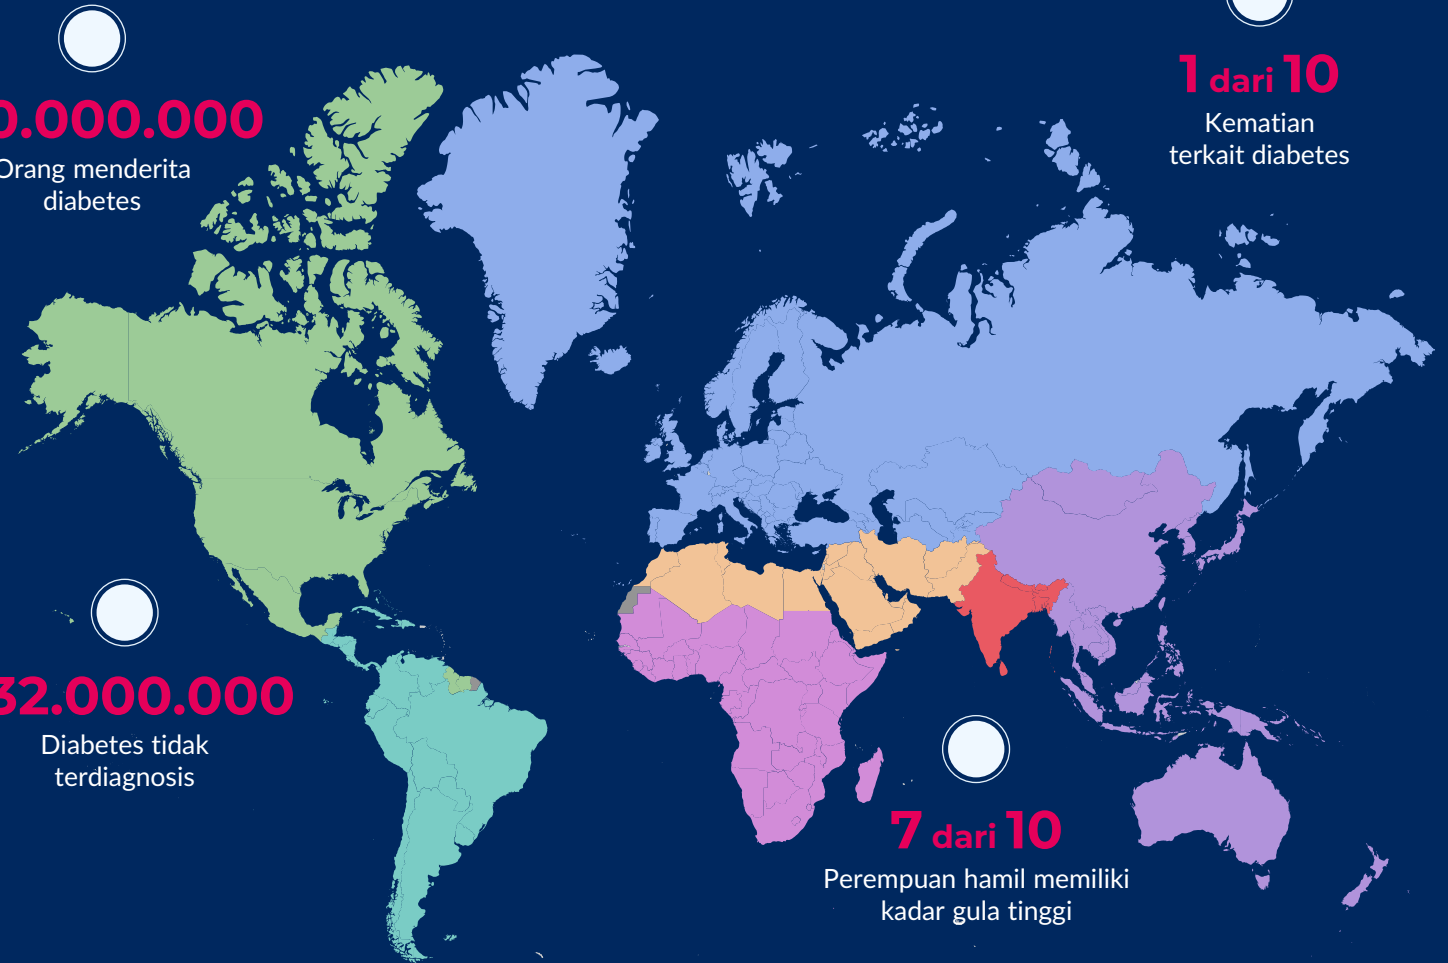 0.000.000
Orang menderita
diabetes
1 dari 10
Kematian
terkait diabetes
32.000.000
Diabetes tidak
terdiagnosis
7 dari 10
Perempuan hamil memiliki
kadar gula tinggi